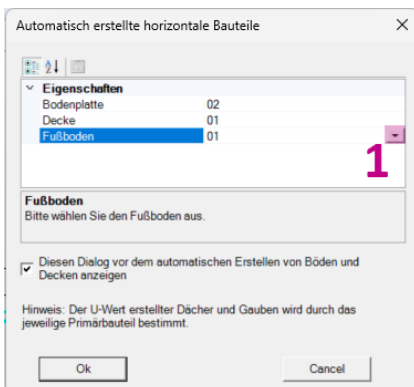 Automatisch erstellte horizontale Bauteile
Eigenschaften
Bodenplatte 02
Decke 01
Fußboden 01
1
Fußboden
Bitte wählen Sie den Fußboden aus.
Diesen Dialog vor dem automatischen Erstellen von Böden und
Decken anzeigen
Hinweis: Der U-Wert erstellter Dächer und Gauben wird durch das
jeweilige Primärbauteil bestimmt.
Ok Cancel